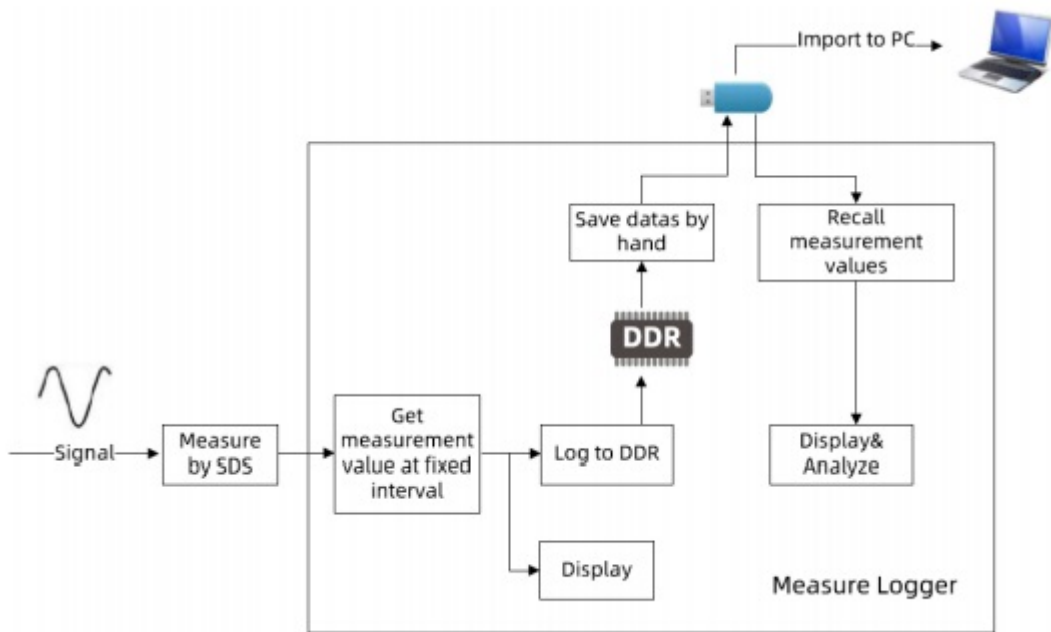 Import to PC
Save datas by
hand
Recall
measurement
values
DDR
Signal
Measure
by SDS
Get
measurement
value at fixed
interval
Log to DDR
Display&
Analyze
Display
Measure Logger